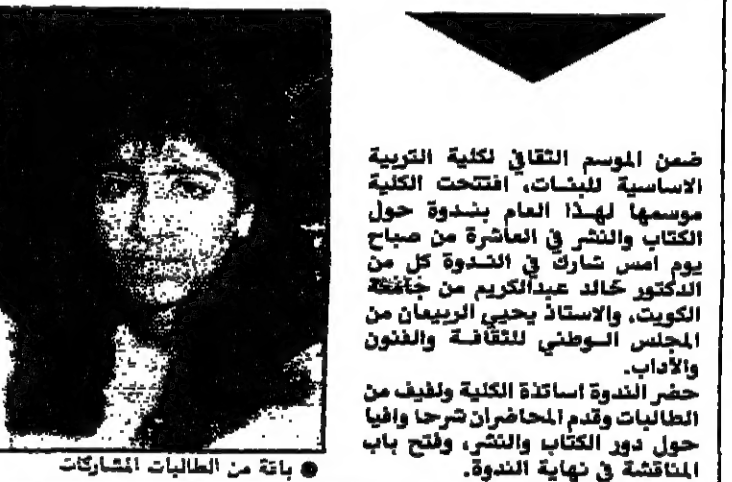 ضمن الموسم الثقافي لكلية التربية
الاساسية للبنات، افتتحت الكلية
موسمها لهذا العام بندوة حول
الكتاب والنشر في العاشرة من صباح
يوم امس شارك في الندوة كل من
الدكتور خالد عبدالكريم من جامعة
الكويت، والاستاذ يحيي الربيعان من
المجلس الوطني للثقافة والفنون
والآداب.
حضر الندوة اساتذة الكلية ولفيف من
الطالبات وقدم المحاضران شرحا وافيا
حول دور الكتاب والنشر، وفتح باب
المناقشة في نهاية الندوة.
● باقة من الطالبات المشاركات